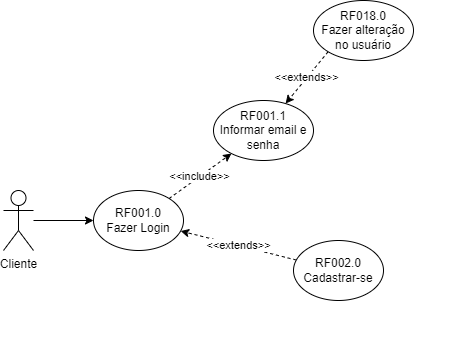 RF018.0
Fazer alteração
no usuário
<<extends>>
RF001.1
Informar email e
senha
<<include>>
RF001.0
Fazer Login
Cliente
<<extends>>
RF002.0
Cadastrar-se